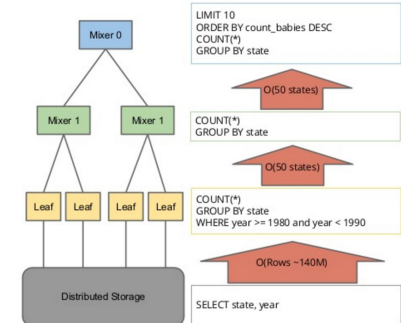 Mixer 0
LIMIT 10
ORDER BY count_babies DESC
COUNT(*)
GROUP BY state
O(50 states)
Mixer 1
Mixer 1
COUNT(*)
GROUP BY state
O(50 states)
Leaf
Leaf
Leaf
Leaf
COUNT(*)
GROUP BY state
WHERE year >= 1980 and year < 1990
O(Rows ~140M)
Distributed Storage
SELECT state, year